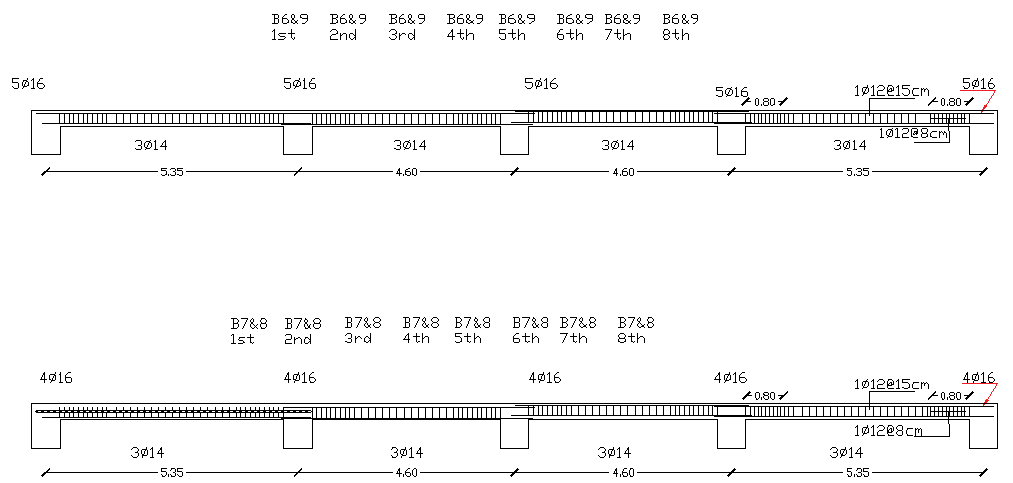 B6&9 B6&9 B6&9 B6&9 B6&9 B6&9 B6&9 B6&9
1st 2nd 3rd 4th 5th 6th 7th 8th
5Ø16 5Ø16 5Ø16 5Ø16 5Ø16
1Ø12@15cm
0.80 0.80
1Ø12@8cm
3Ø14 3Ø14 3Ø14 3Ø14
5.35 4.60 4.60 5.35
B7&8 B7&8 B7&8 B7&8 B7&8 B7&8 B7&8 B7&8
1st 2nd 3rd 4th 5th 6th 7th 8th
4Ø16 4Ø16 4Ø16 4Ø16 4Ø16
1Ø12@15cm
0.80 0.80
1Ø12@8cm
3Ø14 3Ø14 3Ø14 3Ø14
5.35 4.60 4.60 5.35